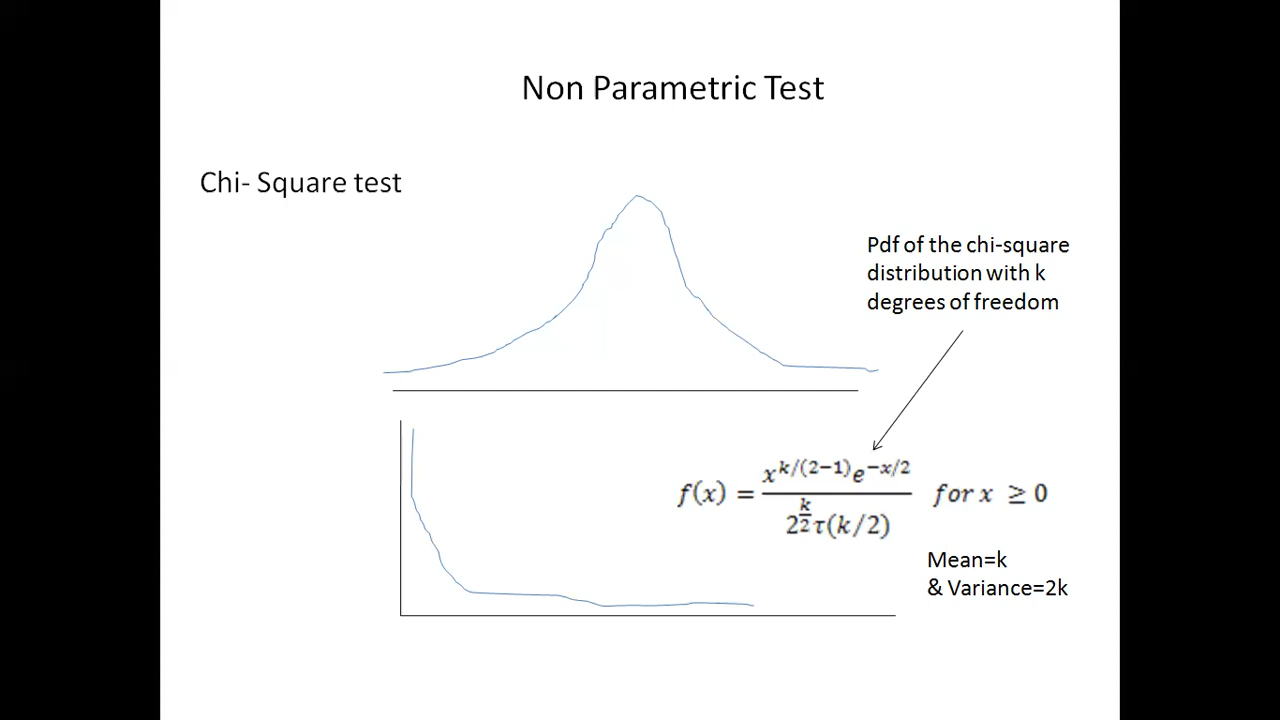 Non Parametric Test
Chi- Square test
Pdf of the chi-square
distribution with k
degrees of freedom
f(x) = x^{k/(2−1)}e^{−x/2} / 2^{k/2}τ(k/2) for x ≥ 0
Mean=k
& Variance=2k